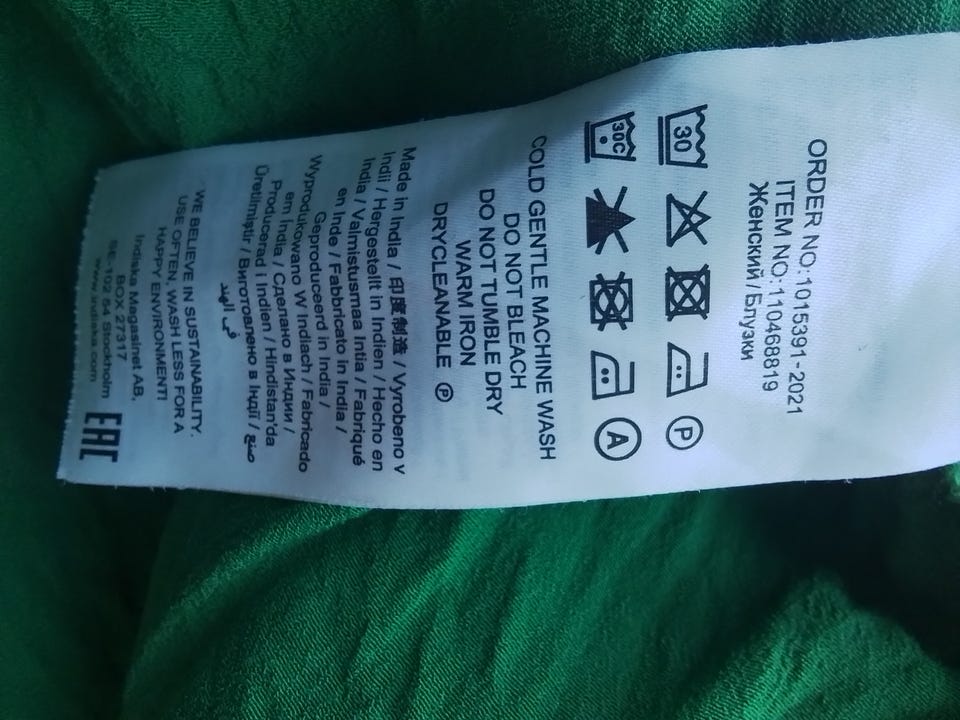 ORDER NO:1015391-2021
ITEM NO:110468819
Женский / Блузки
30 P
30C A
COLD GENTLE MACHINE WASH
DO NOT BLEACH
DO NOT TUMBLE DRY
WARM IRON
DRYCLEANABLE Ⓟ
Made in India / 印度制造 / Vyrobeno v
Indii / Hergestellt in Indien / Hecho en
India / Valmistusmaa Intia / Fabriqué
en Inde / Fabbricato in India /
Geproduceerd in India /
Wyprodukowano W Indiach / Fabricado
em Índia / Сделано в Индии /
Producerad i Indien / Hindistan'da
Üretilmiştir / Виготовлено в Індії / صنع
في الهند
WE BELIEVE IN SUSTAINABILITY.
USE OFTEN, WASH LESS FOR A
HAPPY ENVIRONMENT!
Indiska Magasinet AB,
BOX 27317
SE-102 54 Stockholm
www.indiska.com
EAC